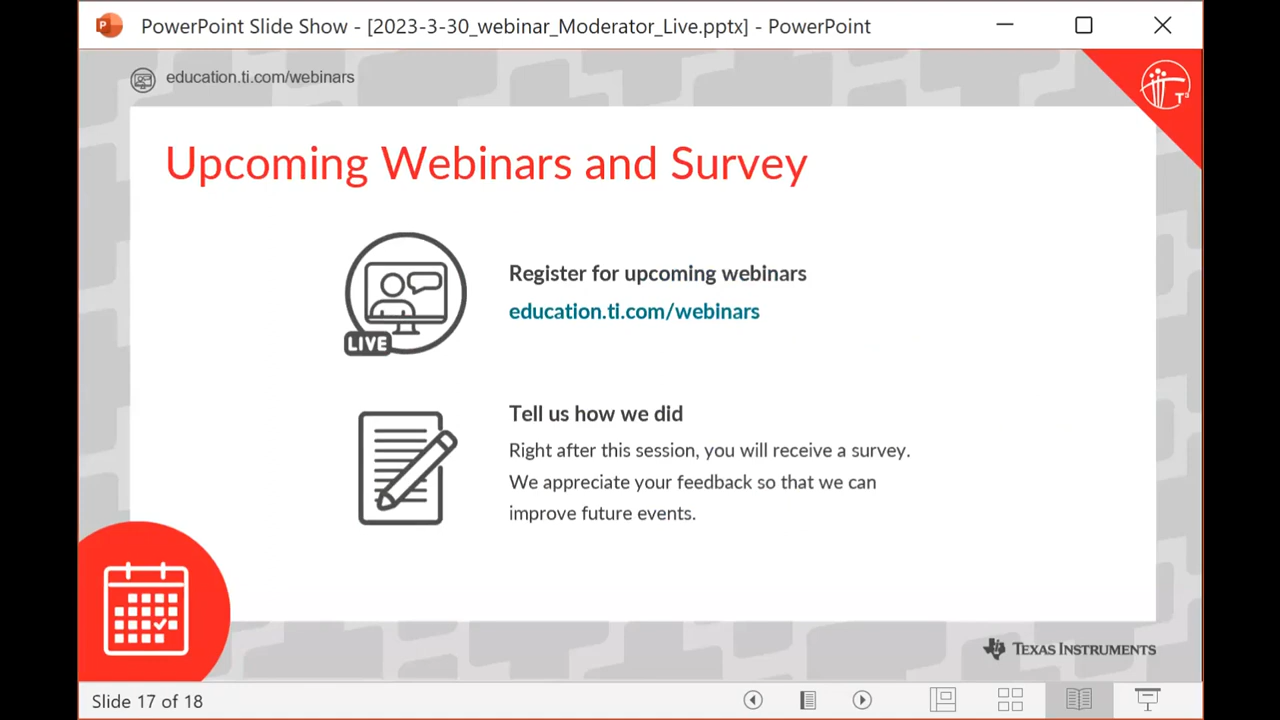 PowerPoint Slide Show - [2023-3-30_webinar_Moderator_Live.pptx] - PowerPoint
education.ti.com/webinars
T³
Upcoming Webinars and Survey
Register for upcoming webinars
education.ti.com/webinars
LIVE
Tell us how we did
Right after this session, you will receive a survey.
We appreciate your feedback so that we can
improve future events.
TEXAS INSTRUMENTS
Slide 17 of 18